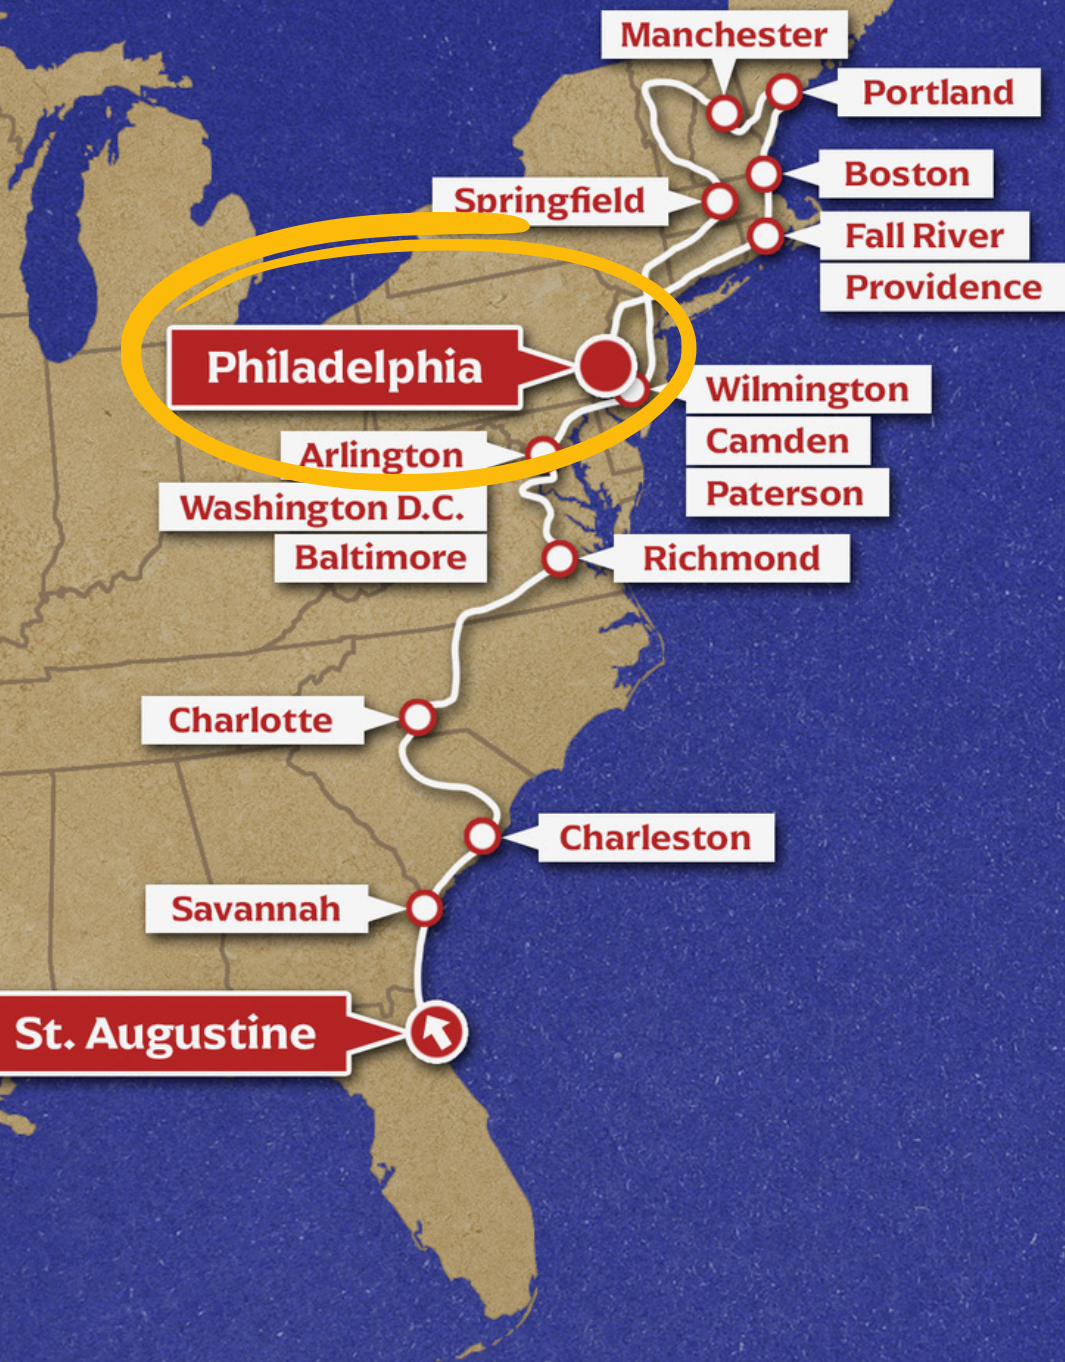 Manchester
Portland
Boston
Springfield
Fall River
Providence
Philadelphia
Wilmington
Camden
Paterson
Arlington
Washington D.C.
Baltimore
Richmond
Charlotte
Charleston
Savannah
St. Augustine